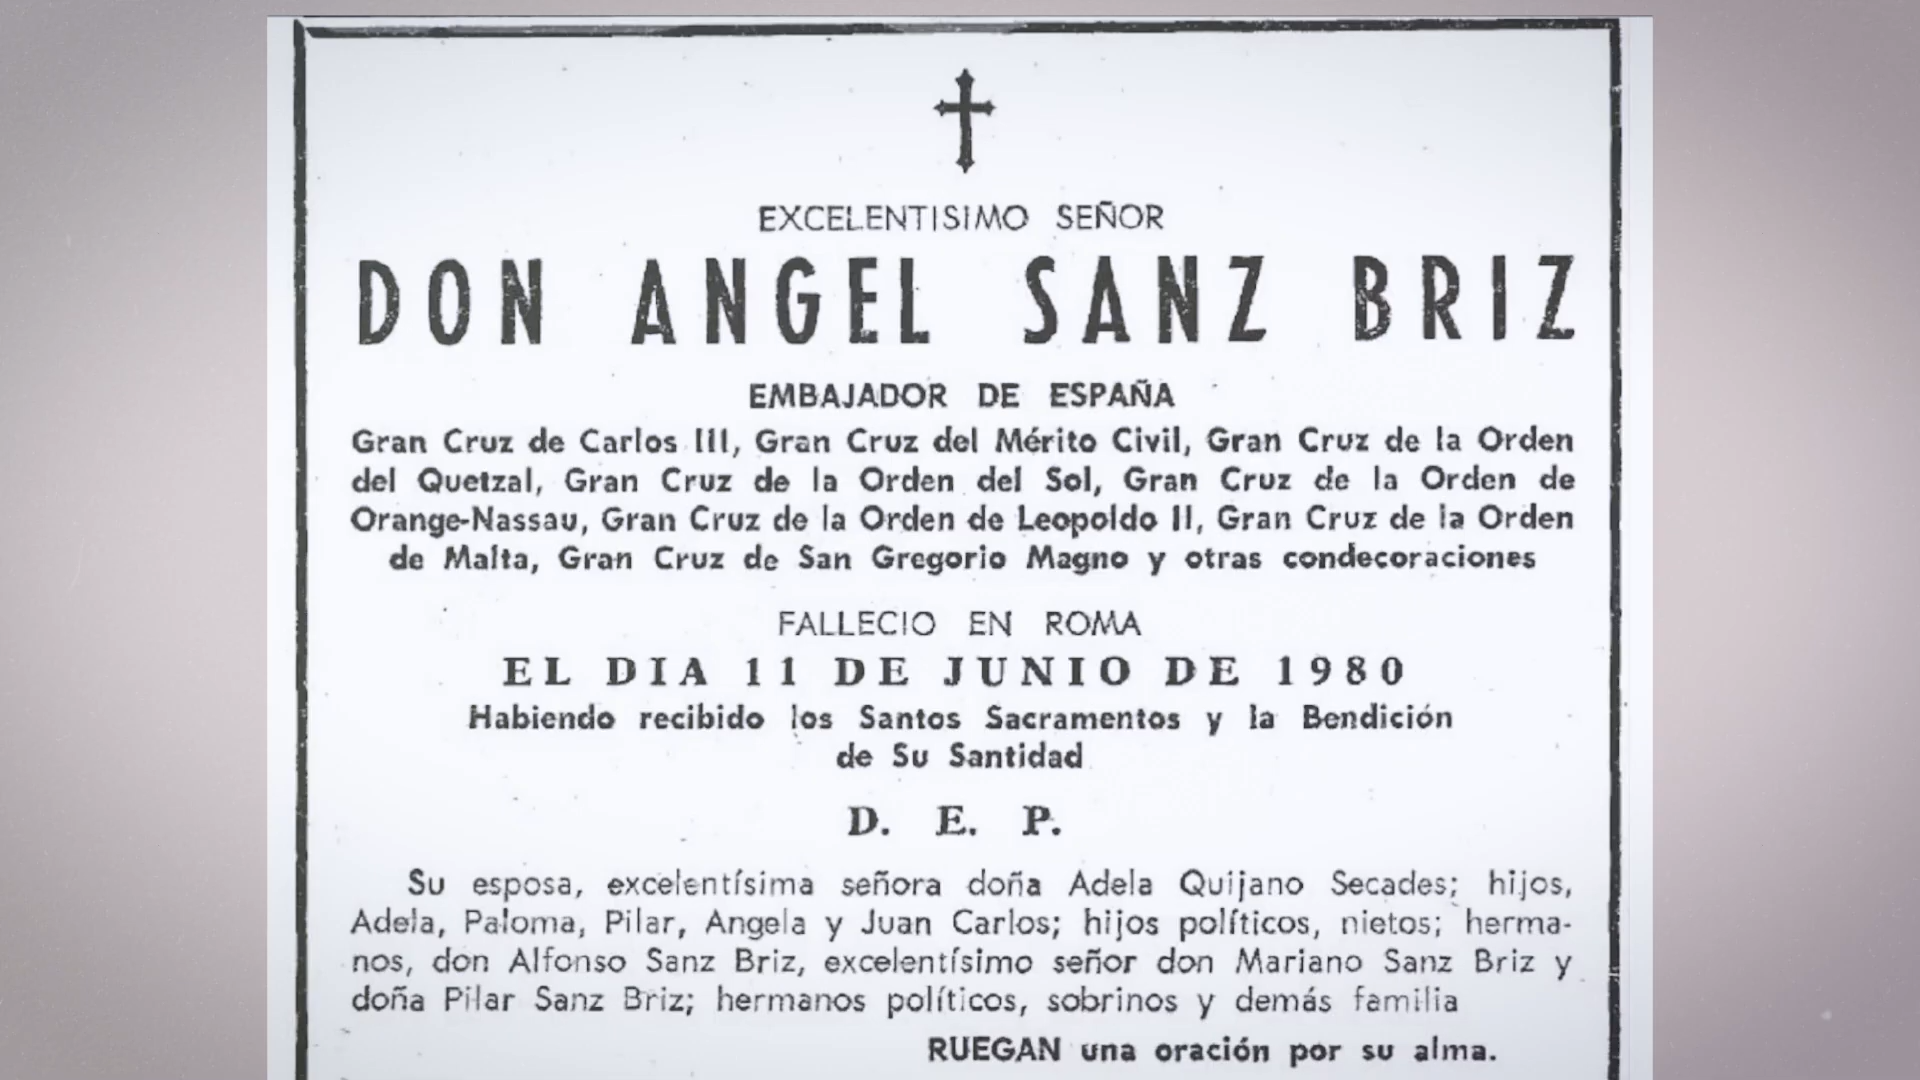 EXCELENTISIMO SEÑOR
DON ANGEL SANZ BRIZ
EMBAJADOR DE ESPAÑA
Gran Cruz de Carlos III, Gran Cruz del Mérito Civil, Gran Cruz de la Orden
del Quetzal, Gran Cruz de la Orden del Sol, Gran Cruz de la Orden de
Orange-Nassau, Gran Cruz de la Orden de Leopoldo II, Gran Cruz de la Orden
de Malta, Gran Cruz de San Gregorio Magno y otras condecoraciones
FALLECIO EN ROMA
EL DIA 11 DE JUNIO DE 1980
Habiendo recibido los Santos Sacramentos y la Bendición
de Su Santidad
D. E. P.
Su esposa, excelentísima señora doña Adela Quijano Secades; hijos,
Adela, Paloma, Pilar, Angela y Juan Carlos; hijos políticos, nietos; herma-
nos, don Alfonso Sanz Briz, excelentísimo señor don Mariano Sanz Briz y
doña Pilar Sanz Briz; hermanos políticos, sobrinos y demás familia
RUEGAN una oración por su alma.